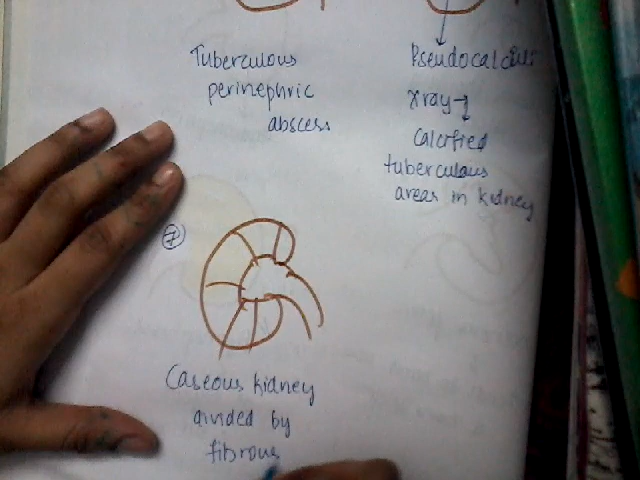 Tuberculous
perinephric
abscess
Pseudocalculi
xray→
Calcified
tuberculous
areas in kidney
7
Caseous kidney
divided by
fibrous